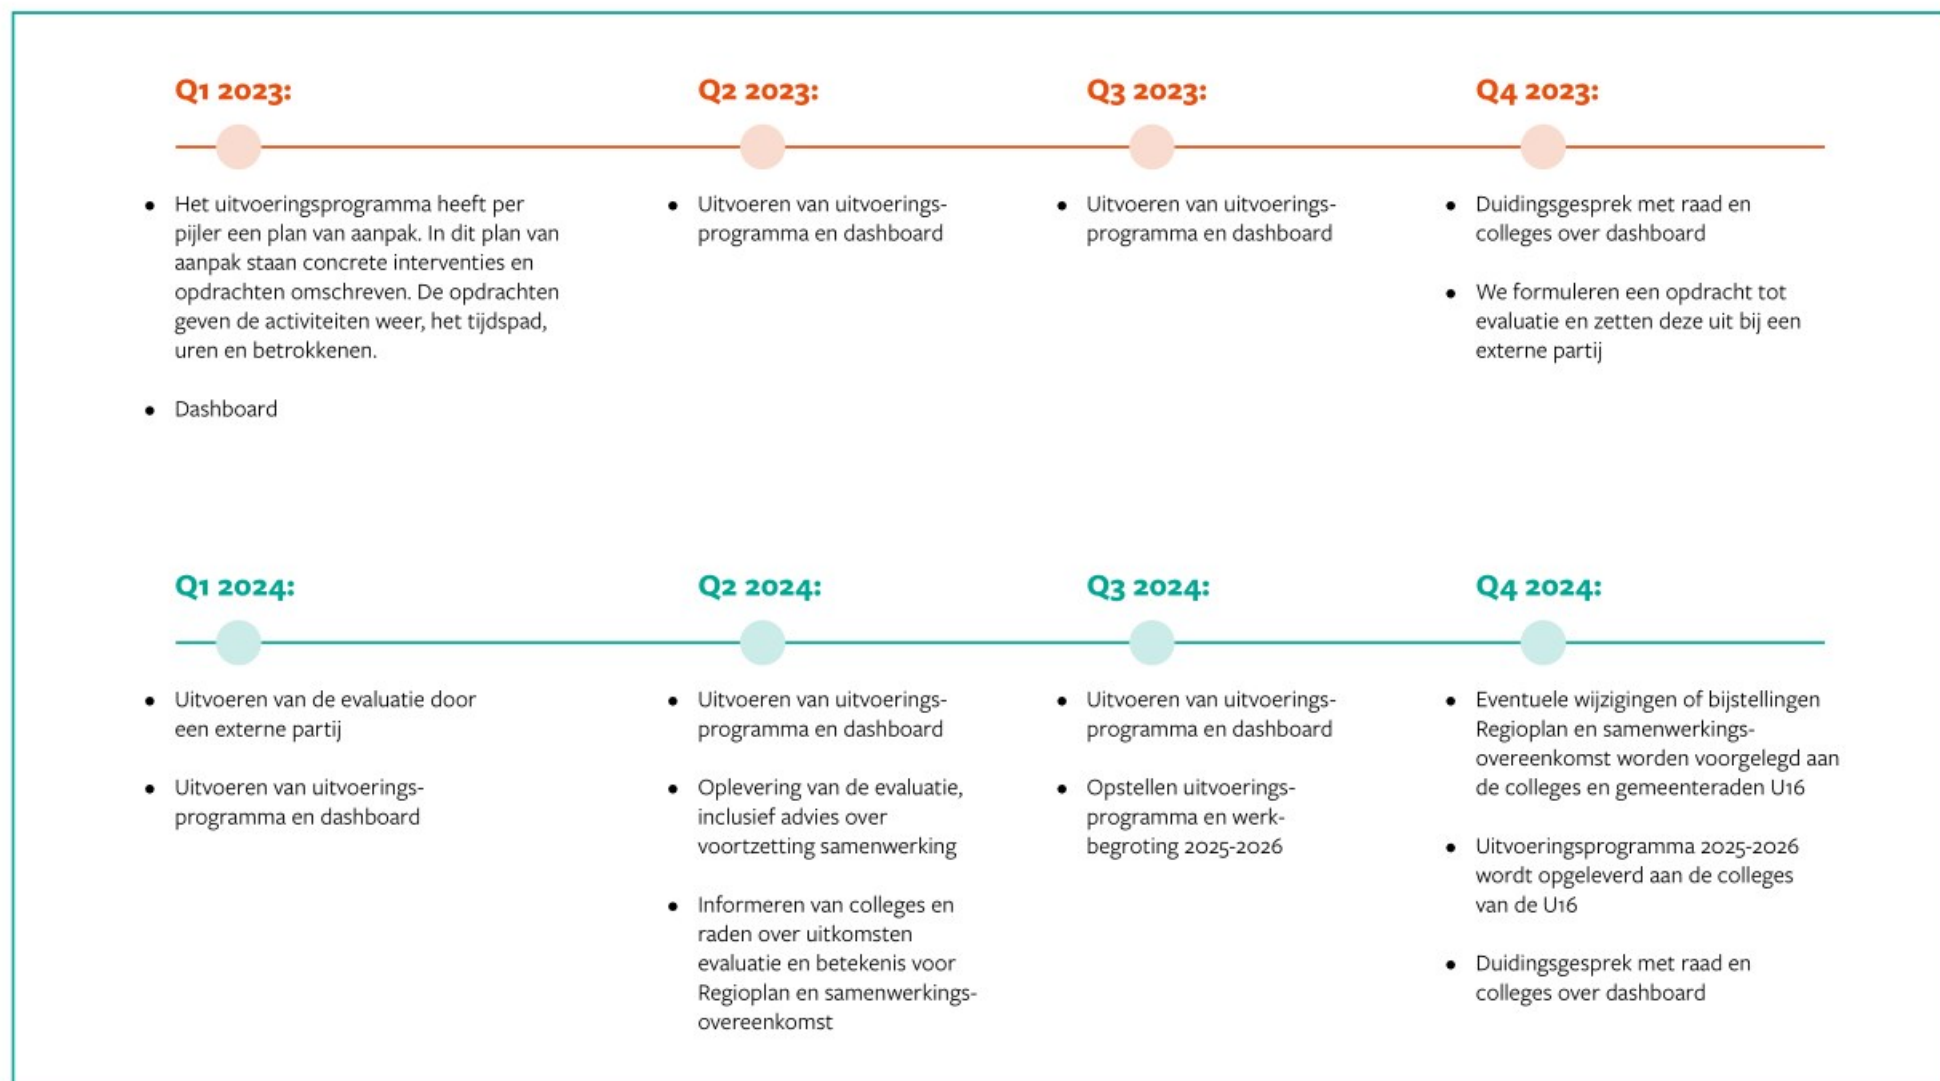 Q1 2023:
• Het uitvoeringsprogramma heeft per
pijler een plan van aanpak. In dit plan van
aanpak staan concrete interventies en
opdrachten omschreven. De opdrachten
geven de activiteiten weer, het tijdspad,
uren en betrokkenen.
• Dashboard
Q2 2023:
• Uitvoeren van uitvoerings-
programma en dashboard
Q3 2023:
• Uitvoeren van uitvoerings-
programma en dashboard
Q4 2023:
• Duidingsgesprek met raad en
colleges over dashboard
• We formuleren een opdracht tot
evaluatie en zetten deze uit bij een
externe partij
Q1 2024:
• Uitvoeren van de evaluatie door
een externe partij
• Uitvoeren van uitvoerings-
programma en dashboard
Q2 2024:
• Uitvoeren van uitvoerings-
programma en dashboard
• Oplevering van de evaluatie,
inclusief advies over
voortzetting samenwerking
• Informeren van colleges en
raden over uitkomsten
evaluatie en betekenis voor
Regioplan en samenwerkings-
overeenkomst
Q3 2024:
• Uitvoeren van uitvoerings-
programma en dashboard
• Opstellen uitvoerings-
programma en werk-
begroting 2025-2026
Q4 2024:
• Eventuele wijzigingen of bijstellingen
Regioplan en samenwerkings-
overeenkomst worden voorgelegd aan
de colleges en gemeenteraden U16
• Uitvoeringsprogramma 2025-2026
wordt opgeleverd aan de colleges
van de U16
• Duidingsgesprek met raad en
colleges over dashboard